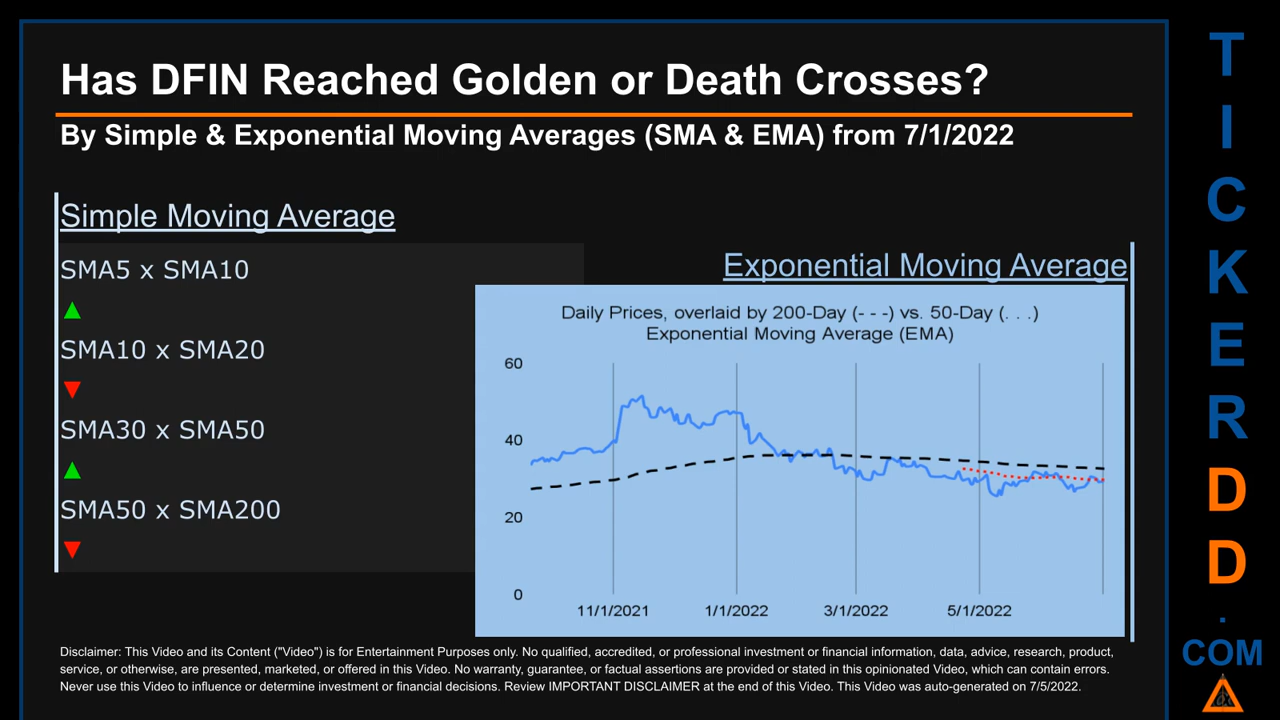 Has DFIN Reached Golden or Death Crosses?
By Simple & Exponential Moving Averages (SMA & EMA) from 7/1/2022
Simple Moving Average
SMA5 x SMA10
▲
SMA10 x SMA20
▼
SMA30 x SMA50
▲
SMA50 x SMA200
▼
Exponential Moving Average
Daily Prices, overlaid by 200-Day (- - -) vs. 50-Day (. . .)
Exponential Moving Average (EMA)
60
40
20
0
11/1/2021 1/1/2022 3/1/2022 5/1/2022
Disclaimer: This Video and its Content ("Video") is for Entertainment Purposes only. No qualified, accredited, or professional investment or financial information, data, advice, research, product,
service, or otherwise, are presented, marketed, or offered in this Video. No warranty, guarantee, or factual assertions are provided or stated in this opinionated Video, which can contain errors.
Never use this Video to influence or determine investment or financial decisions. Review IMPORTANT DISCLAIMER at the end of this Video. This Video was auto-generated on 7/5/2022.
T
I
C
K
E
R
D
D
.
COM